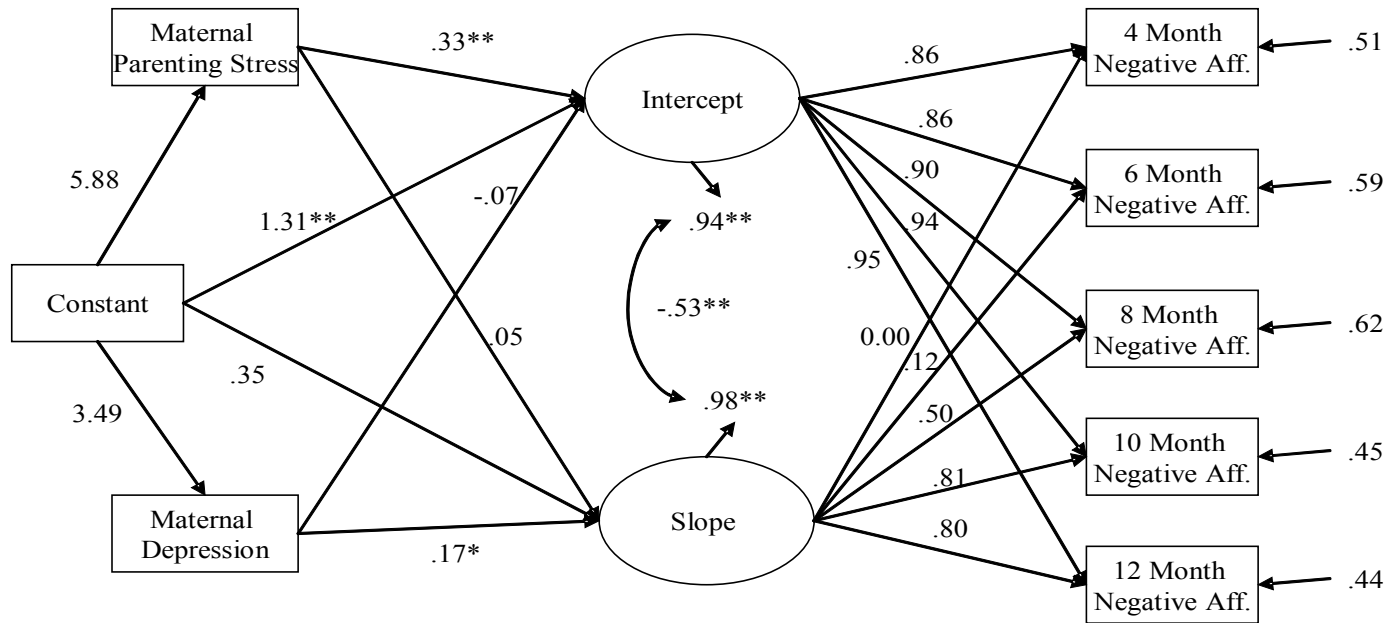 Maternal
Parenting Stress
.33**
Intercept
.86
4 Month
Negative Aff.
.51
.86
5.88
.90
6 Month
Negative Aff.
.59
-.07
1.31**
.94**
.94
.95
Constant
-.53**
8 Month
Negative Aff.
.62
.05
0.00
.35
.12
.98**
.50
3.49
10 Month
Negative Aff.
.45
.81
Maternal
Depression
Slope
.80
.17*
12 Month
Negative Aff.
.44